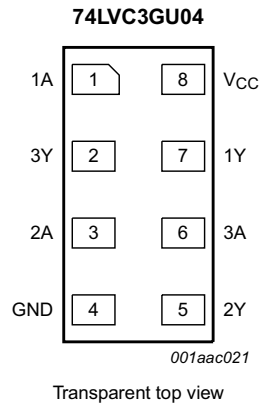 74LVC3GU04
1A 1 8 VCC
3Y 2 7 1Y
2A 3 6 3A
GND 4 5 2Y
001aac021
Transparent top view